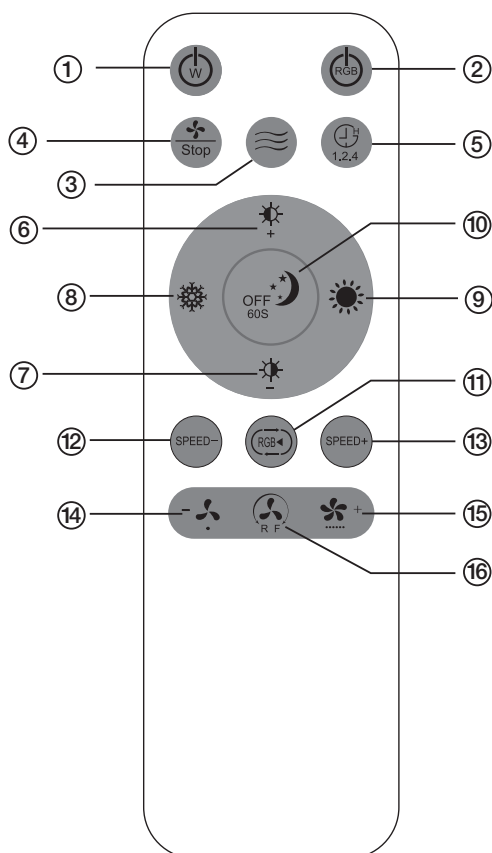 ① W
RGB ②
④ Stop
③
H
1.2.4 ⑤
⑥ +
⑩
⑧ OFF
60S
⑨
⑦ −
⑪
⑫ SPEED−
RGB
SPEED+ ⑬
⑭ −
R F
+ ⑮
⑯